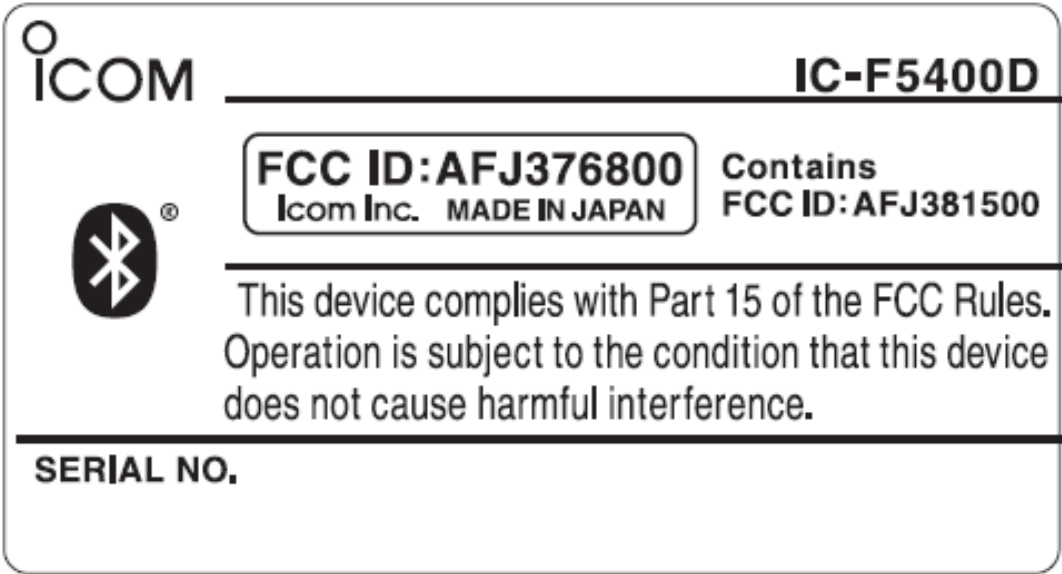 iCOM
IC-F5400D
FCC ID:AFJ376800
Icom Inc. MADE IN JAPAN
Contains
FCC ID:AFJ381500
®
This device complies with Part 15 of the FCC Rules.
Operation is subject to the condition that this device
does not cause harmful interference.
SERIAL NO.